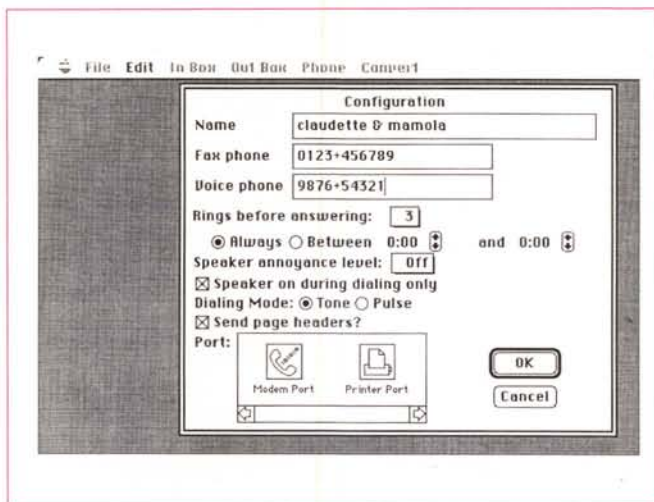 File Edit In Box Out Box Phone Convert
Configuration
Name claudette & mamola
Fax phone 0123+456789
Voice phone 9876+54321
Rings before answering: 3
Always Between 0:00 and 0:00
Speaker annoyance level: Off
Speaker on during dialing only
Dialing Mode: Tone Pulse
Send page headers?
Port:
Modem Port Printer Port
OK
Cancel